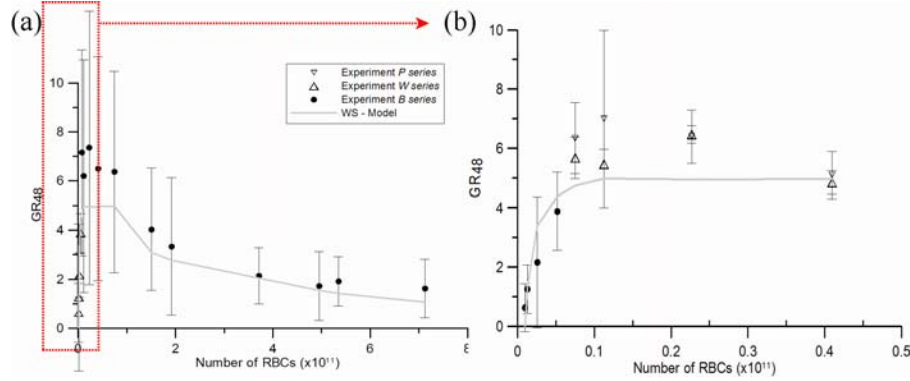 (a)
10
8
6
4
2
0
GR48
0
2
4
6
8
Number of RBCs (x10¹¹)
Experiment P series
Experiment W series
Experiment B series
WS - Model
(b)
10
8
6
4
2
0
GR48
0
0.1
0.2
0.3
0.4
0.5
Number of RBCs (x10¹¹)